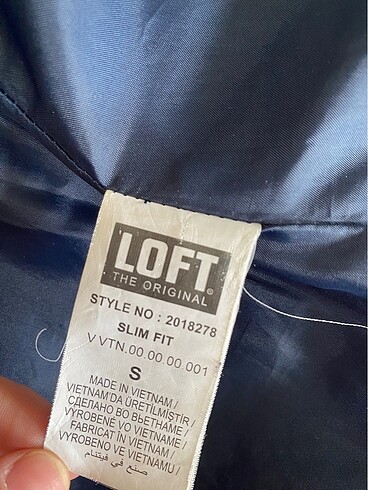 LOFT®
THE ORIGINAL
STYLE NO : 2018278
SLIM FIT
V VTN.00 00 00 001
S
MADE IN VIETNAM /
VIETNAM'DA ÜRETİLMİŞTİR /
СДЕЛАНО ВО ВЬЕТНАМЕ /
VYROBENÉ VO VIETNAME /
FABRICAT ÎN VIETNAM /
VYROBENO VE VIETNAMU /
صنع في فيتنام